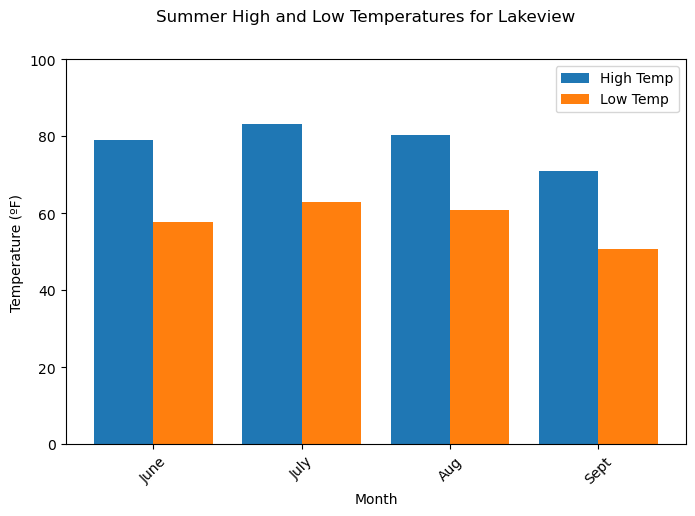 Summer High and Low Temperatures for Lakeview
100
80
60
40
20
0
Temperature (ºF)
High Temp
Low Temp
June
July
Aug
Sept
Month